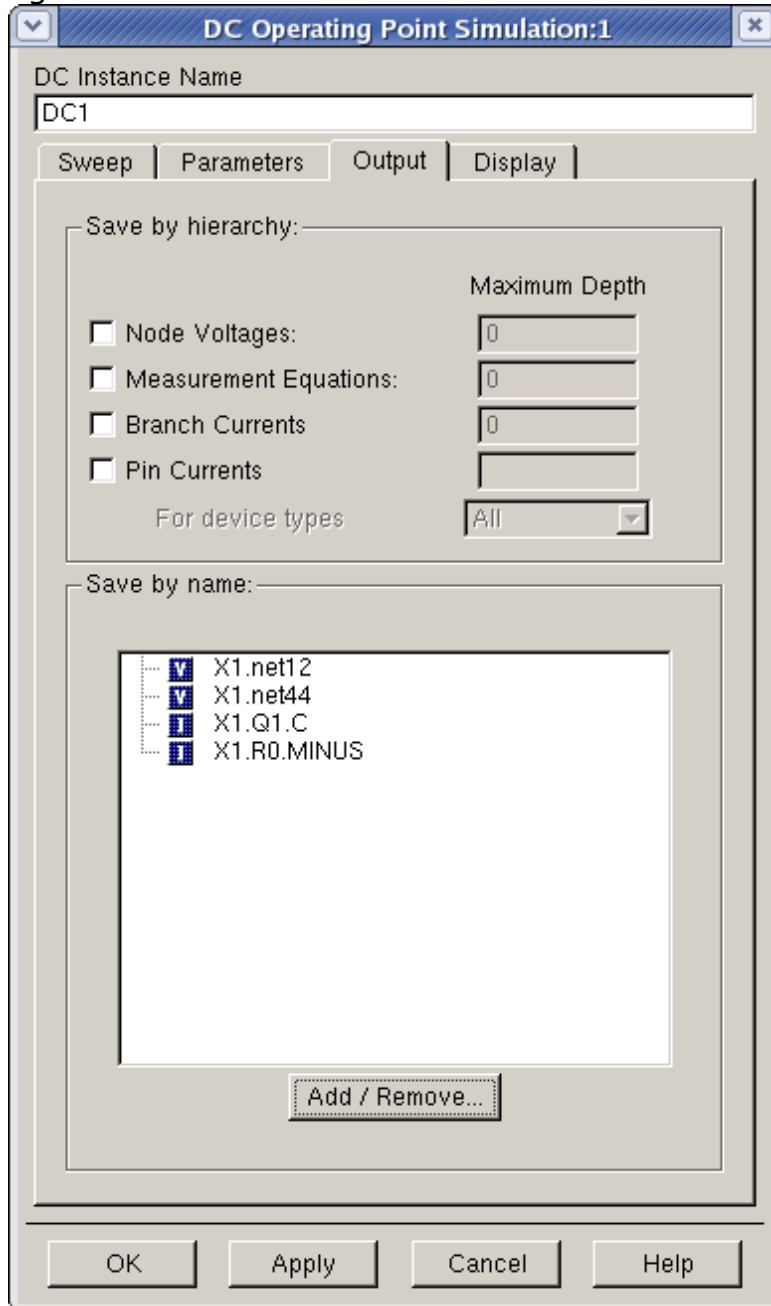 DC Operating Point Simulation:1
DC Instance Name
DC1
Sweep Parameters Output Display
Save by hierarchy:
Maximum Depth
Node Voltages: 0
Measurement Equations: 0
Branch Currents 0
Pin Currents
For device types All
Save by name:
V X1.net12
V X1.net44
I X1.Q1.C
I X1.R0.MINUS
Add / Remove...
OK Apply Cancel Help